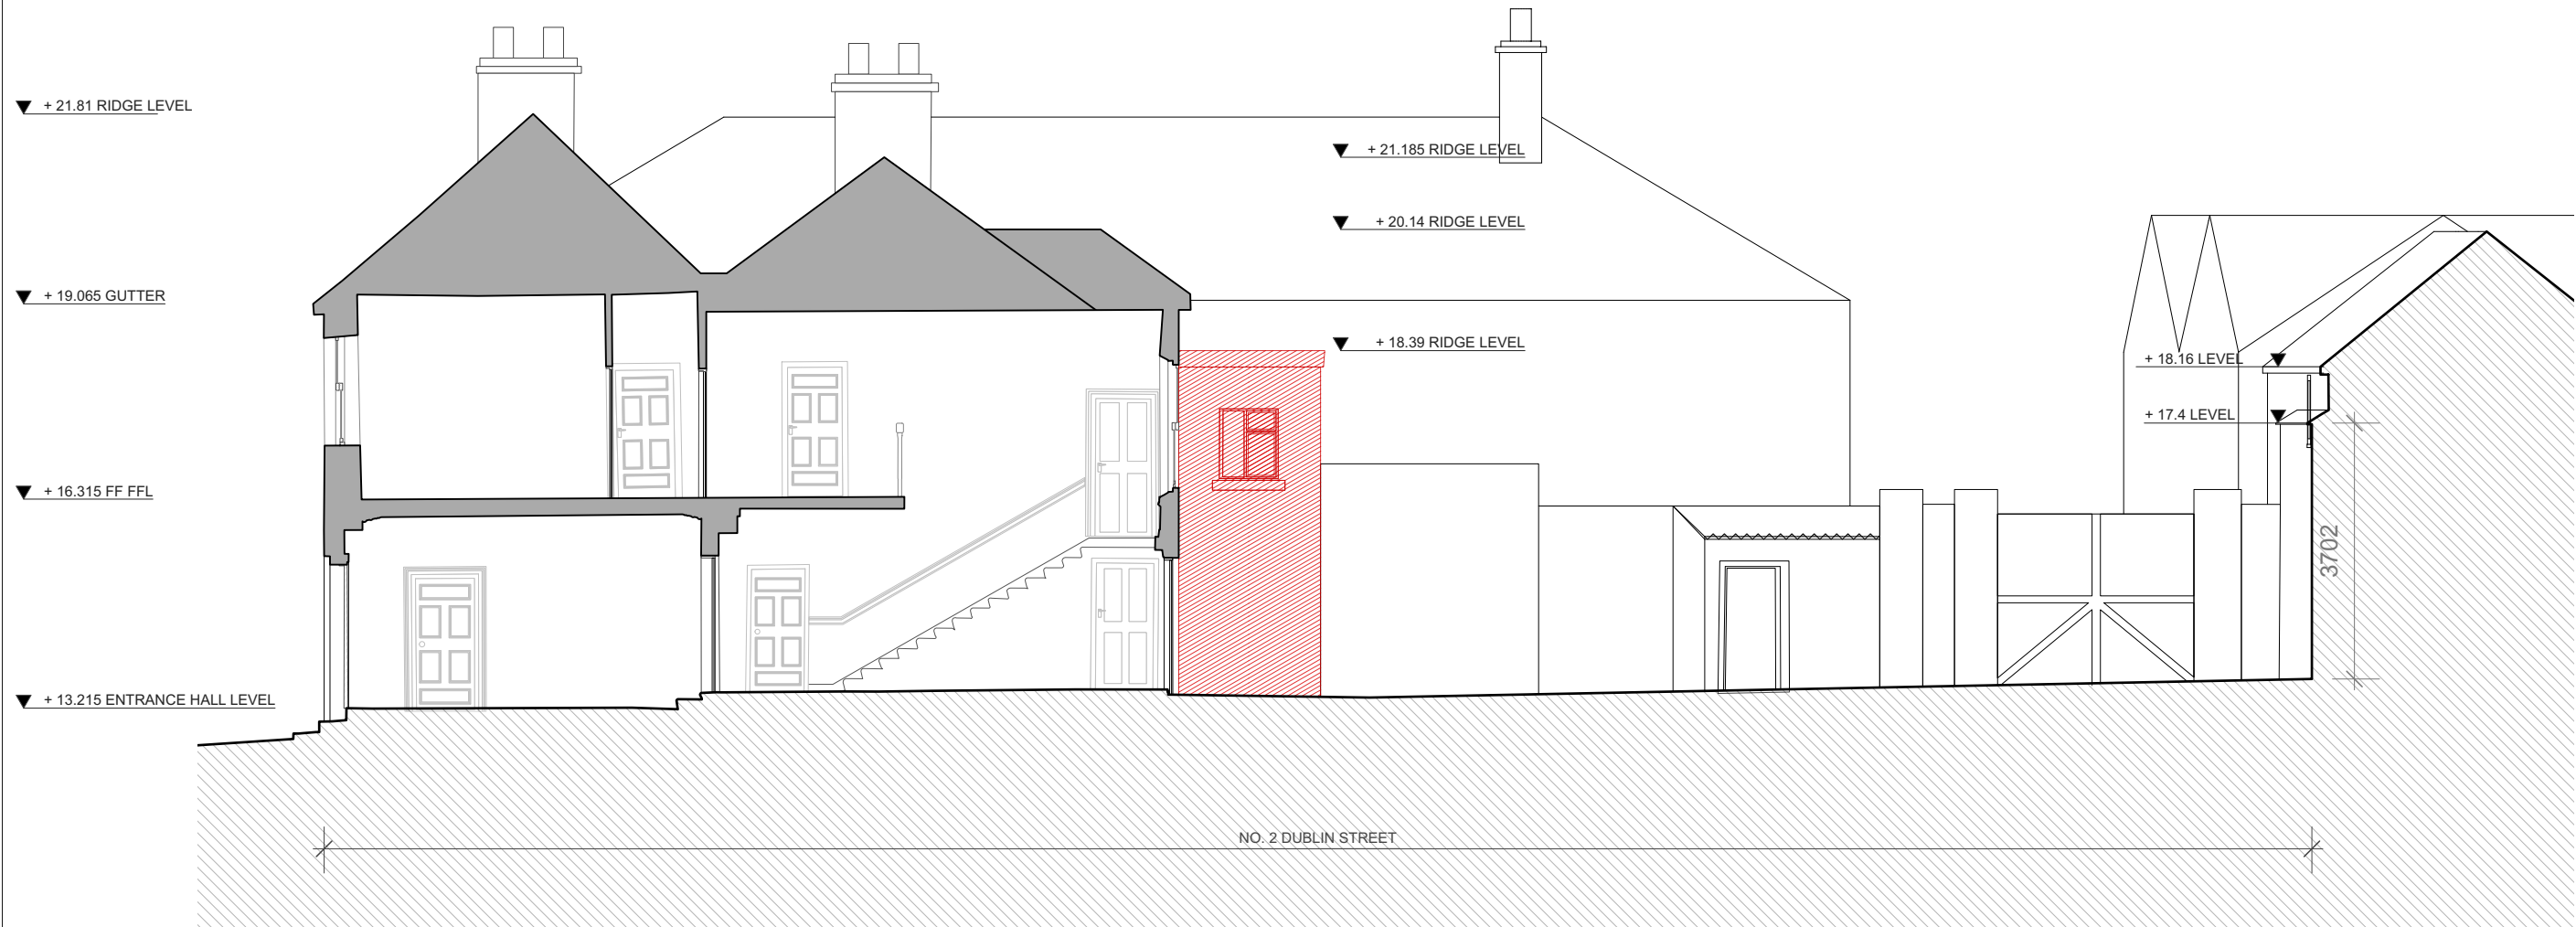 + 21.81 RIDGE LEVEL
+ 21.185 RIDGE LEVEL
+ 20.14 RIDGE LEVEL
+ 19.065 GUTTER
+ 18.39 RIDGE LEVEL
+ 18.16 LEVEL
+ 17.4 LEVEL
+ 16.315 FF FFL
3702
+ 13.215 ENTRANCE HALL LEVEL
NO. 2 DUBLIN STREET